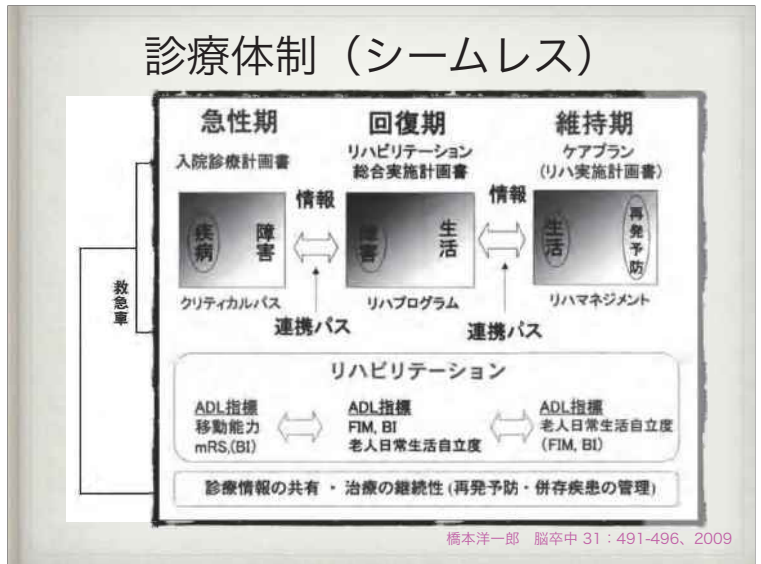 診療体制（シームレス）
急性期
回復期
維持期
入院診療計画書
リハビリテーション
総合実施計画書
ケアプラン
(リハ実施計画書)
情報
情報
疾病
障害
障害
生活
生活
再発予防
クリティカルパス
リハプログラム
リハマネジメント
連携パス
連携パス
救急車
リハビリテーション
ADL指標
移動能力
mRS,(BI)
ADL指標
FIM, BI
老人日常生活自立度
ADL指標
老人日常生活自立度
(FIM, BI)
診療情報の共有 ・ 治療の継続性 (再発予防・併存疾患の管理)
橋本洋一郎　脳卒中 31：491-496、2009